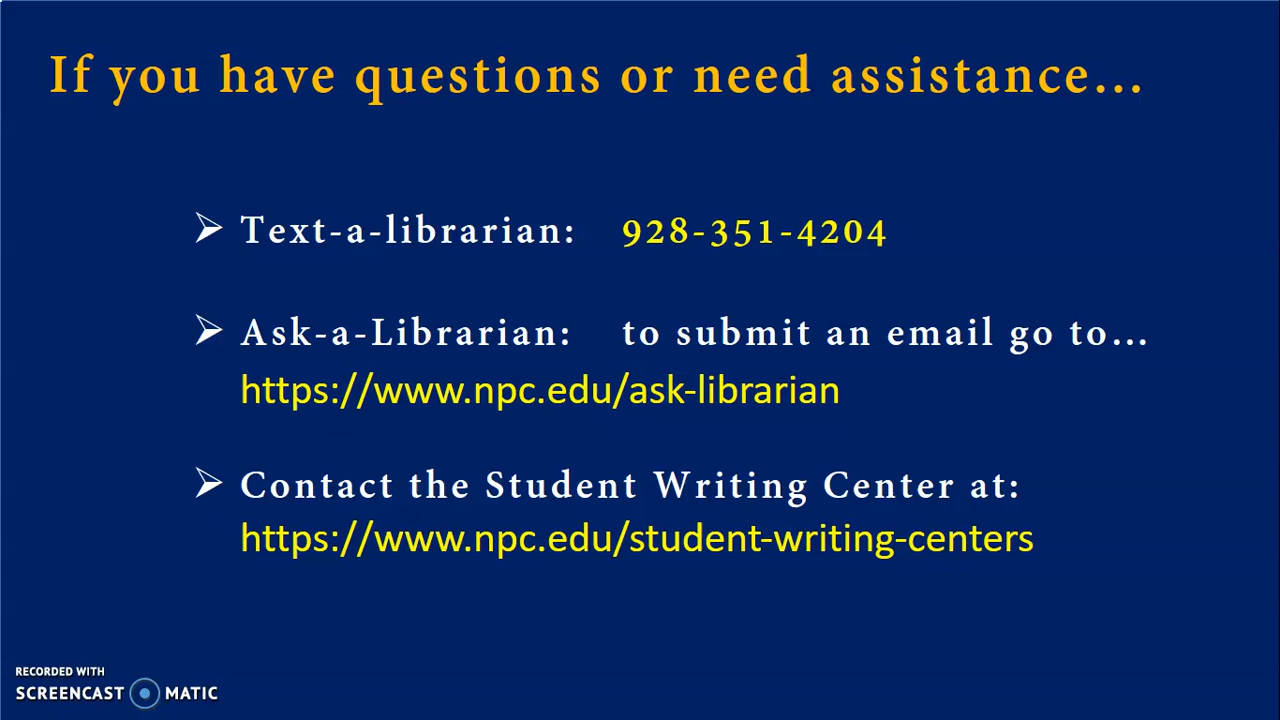 If you have questions or need assistance...
Text-a-librarian: 928-351-4204
Ask-a-Librarian: to submit an email go to...
https://www.npc.edu/ask-librarian
Contact the Student Writing Center at:
https://www.npc.edu/student-writing-centers
RECORDED WITH
SCREENCAST MATIC